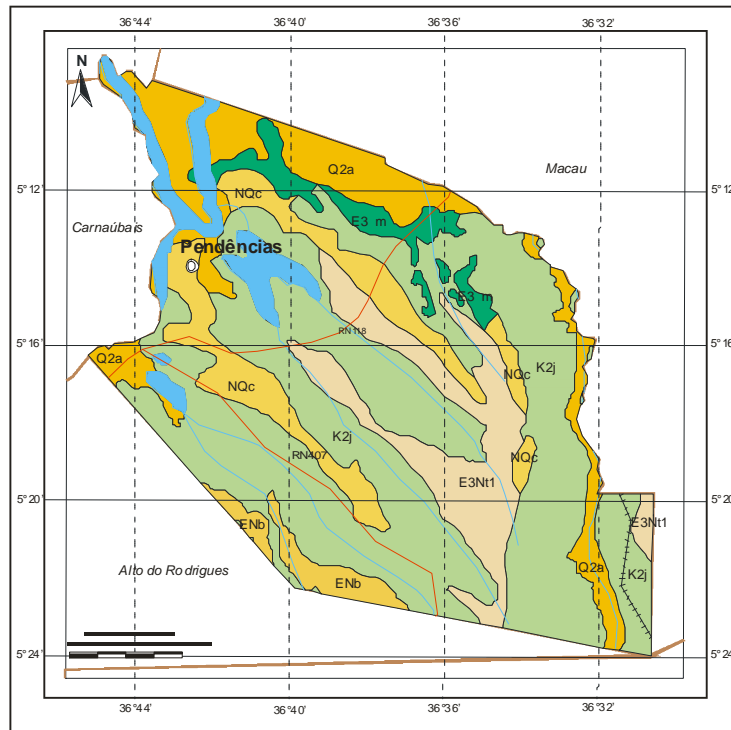 36°44' 36°40' 36°36' 36°32'
N
Q2a
Macau
5°12' 5°12'
NQc
Carnaúbais
E3 m
Pendências
E3 m
RN118
5°16' 5°16'
Q2a
NQc
K2j
NQc
K2j
RN407
NQc
E3Nt1
5°20' 5°20'
ENb
E3Nt1
Alto do Rodrigues
Q2a
K2j
ENb
5°24' 5°24'
36°44' 36°40' 36°36' 36°32'